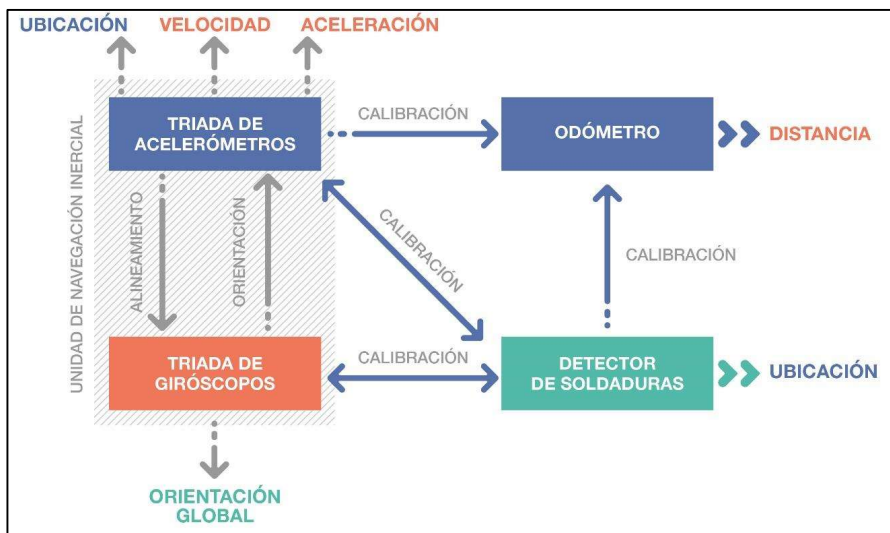 UBICACIÓN
VELOCIDAD
ACELERACIÓN
TRIADA DE
ACELERÓMETROS
CALIBRACIÓN
ODÓMETRO
DISTANCIA
UNIDAD DE NAVEGACIÓN INERCIAL
ALINEAMIENTO
ORIENTACIÓN
CALIBRACIÓN
CALIBRACIÓN
TRIADA DE
GIRÓSCOPOS
CALIBRACIÓN
DETECTOR
DE SOLDADURAS
UBICACIÓN
ORIENTACIÓN
GLOBAL